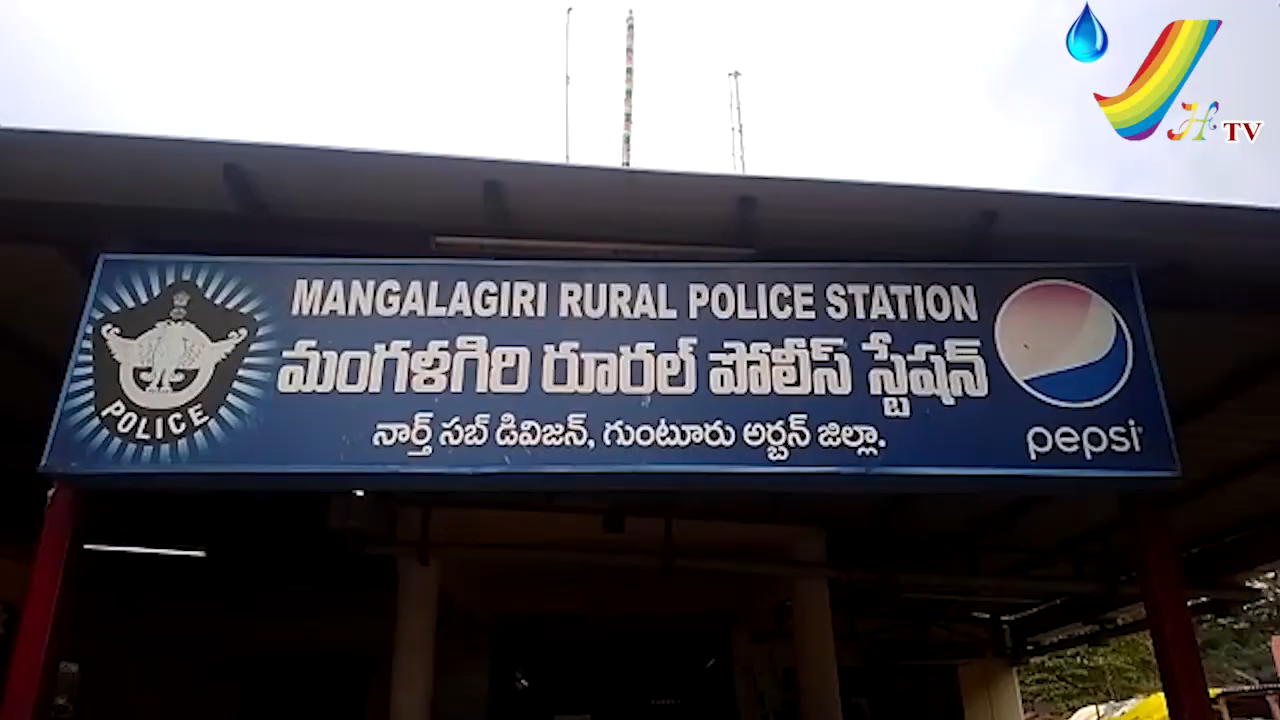 H TV
MANGALAGIRI RURAL POLICE STATION
మంగళగిరి రూరల్ పోలీస్ స్టేషన్
నార్త్ సబ్ డివిజన్, గుంటూరు అర్బన్ జిల్లా.
POLICE
pepsi